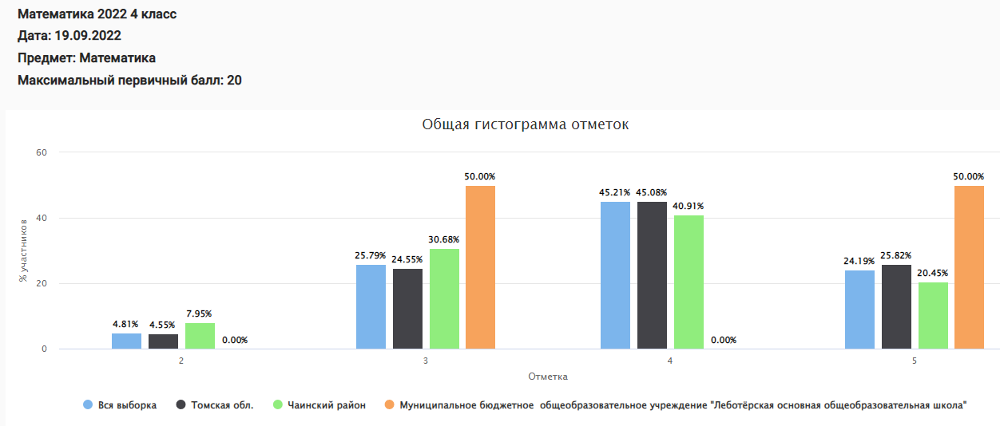 Математика 2022 4 класс
Дата: 19.09.2022
Предмет: Математика
Максимальный первичный балл: 20
Общая гистограмма отметок
60
40
20
0
% участников
4.81% 4.55% 7.95% 0.00%
25.79% 24.55% 30.68% 50.00%
45.21% 45.08% 40.91% 0.00%
24.19% 25.82% 20.45% 50.00%
2 3 4 5
Отметка
Вся выборка Томская обл. Чаинский район Муниципальное бюджетное общеобразовательное учреждение "Леботёрская основная общеобразовательная школа"